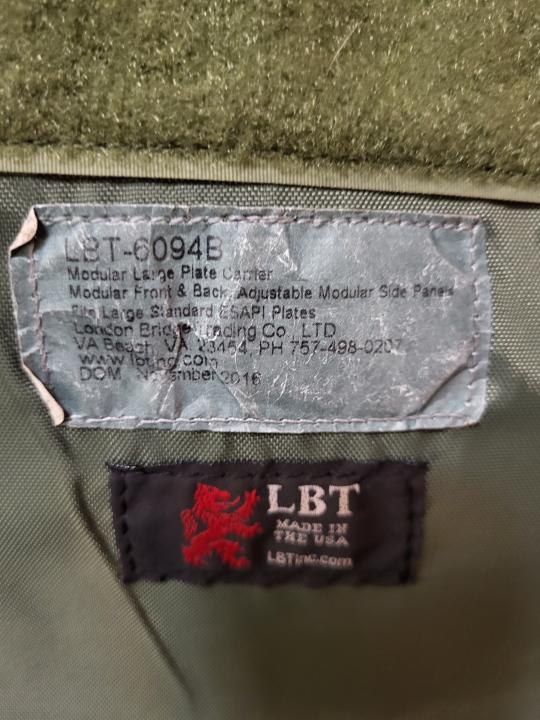 LBT-6094B
Modular Large Plate Carrier
Modular Front & Back, Adjustable Modular Side Panels
Fits Large Standard ESAPI Plates
London Bridge Trading Co., LTD
VA Beach, VA 23454, PH 757-498-0207
www.lbtinc.com
DOM November 2016
LBT
MADE IN
THE USA
LBTinc.com